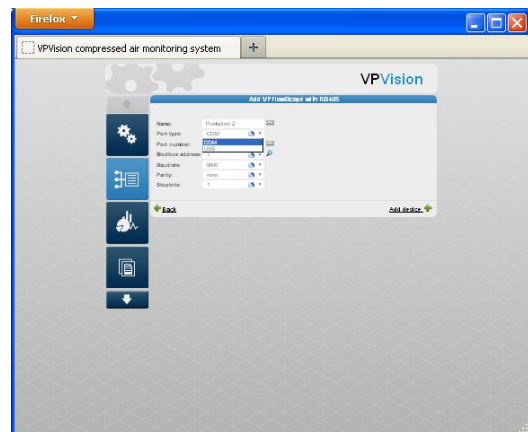 Firefox
VPVision compressed air monitoring system
VPVision
Add VPFlowScope with RS485
Name: Production 2
Port type: COM
Port number: COM
USB
Modbus address:
Baudrate: 9600
Parity: none
Stopbits: 1
Back
Add device